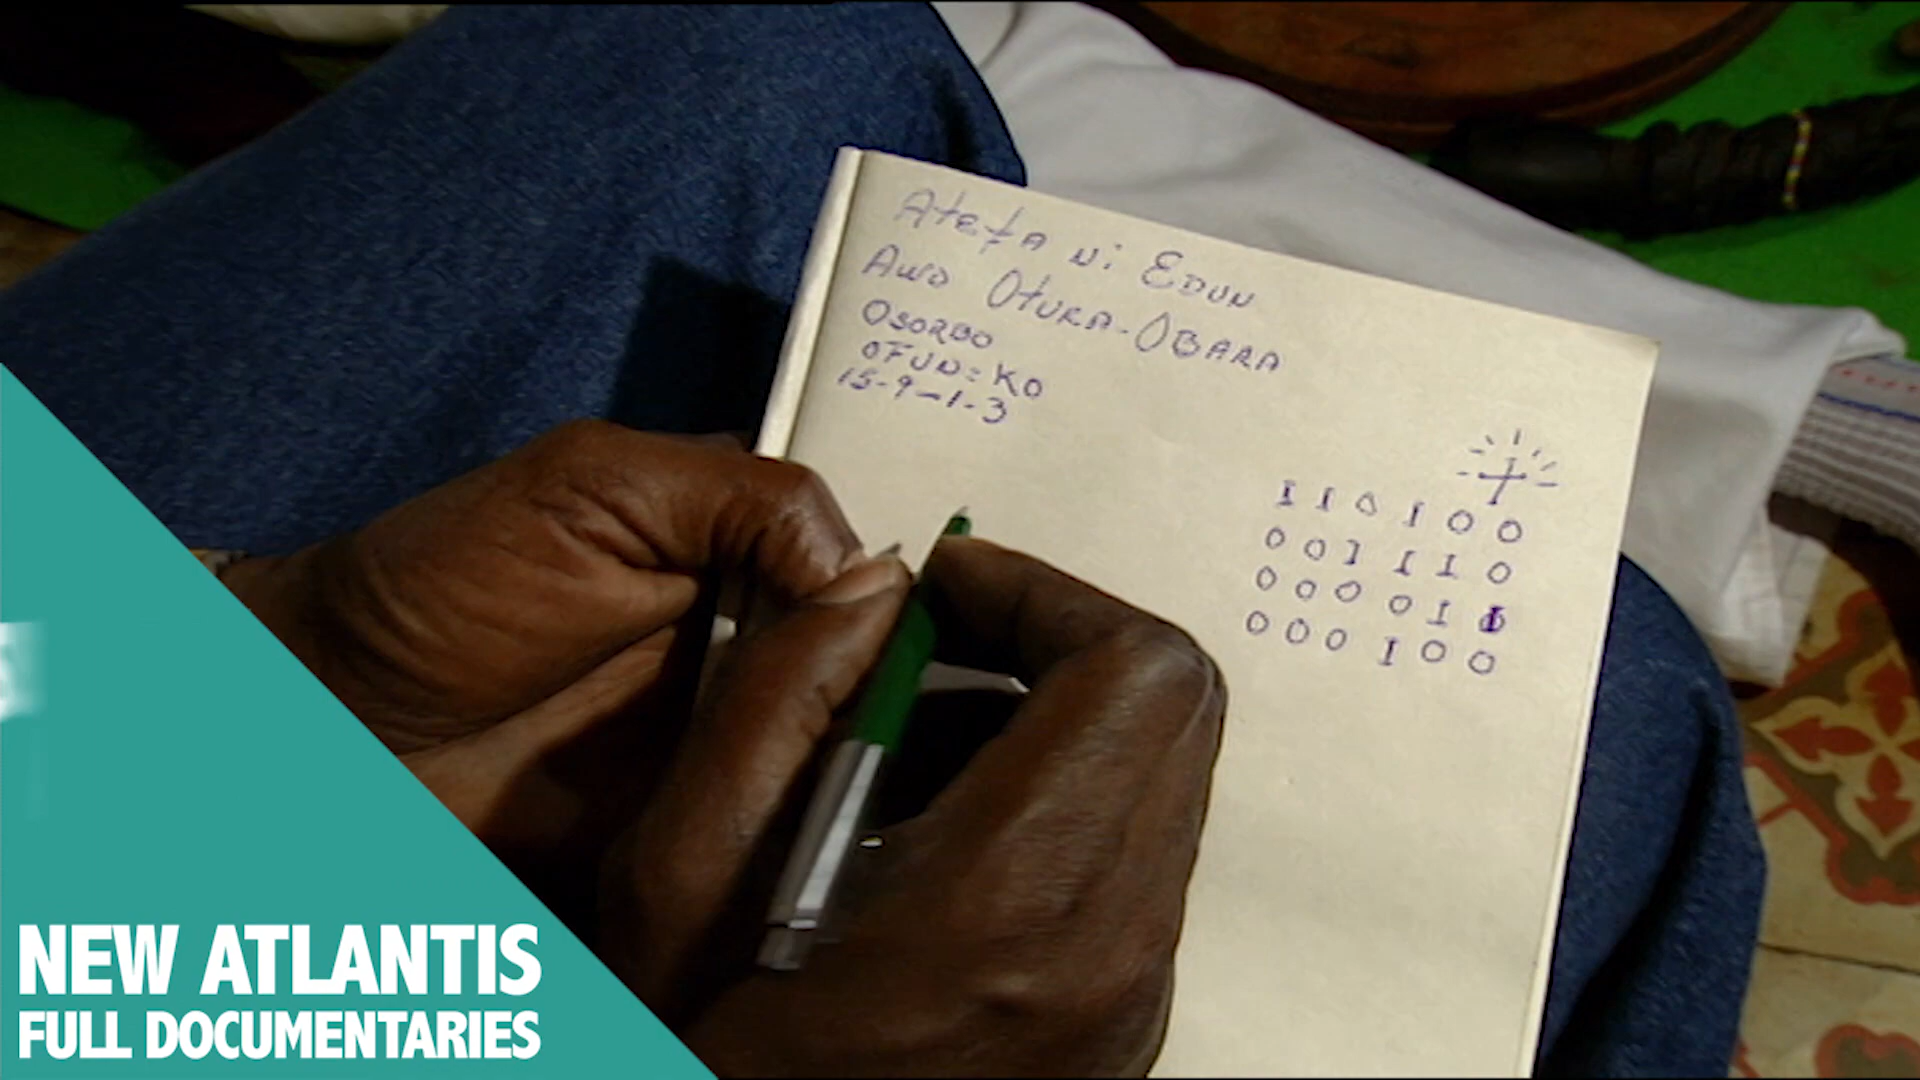 Atefa ni Edun
Awo Otura-Obara
Osorbo
OFUN=KO
15-9-1-3
I I O I O O
O O I I I O
O O O O I I
O O O I O O
NEW ATLANTIS
FULL DOCUMENTARIES